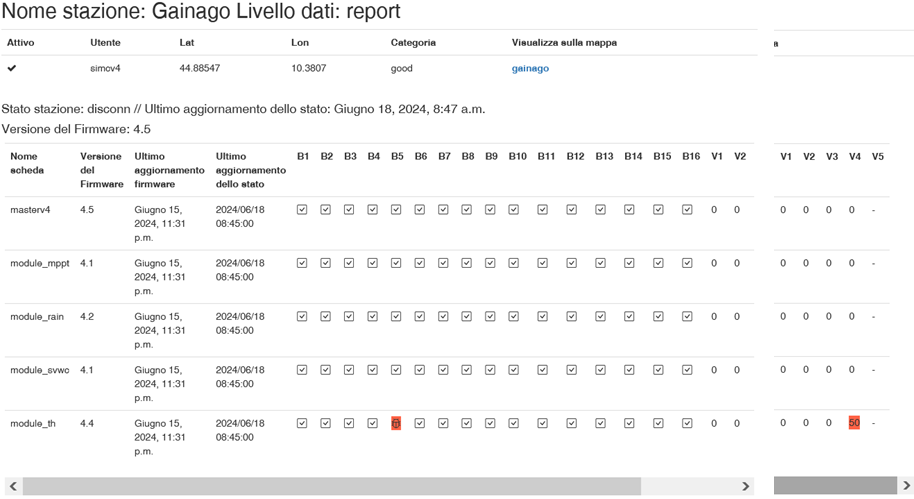 Nome stazione: Gainago Livello dati: report
Attivo Utente Lat Lon Categoria Visualizza sulla mappa a
simcv4 44.88547 10.3807 good gainago
Stato stazione: disconn // Ultimo aggiornamento dello stato: Giugno 18, 2024, 8:47 a.m.
Versione del Firmware: 4.5
Nome Versione Ultimo Ultimo B1 B2 B3 B4 B5 B6 B7 B8 B9 B10 B11 B12 B13 B14 B15 B16 V1 V2 V1 V2 V3 V4 V5
scheda del aggiornamento aggiornamento
Firmware firmware dello stato
masterv4 4.5 Giugno 15, 2024/06/18 0 0 0 0 0 0 -
2024, 11:31 08:45:00
p.m.
module_mppt 4.1 Giugno 15, 2024/06/18 0 0 0 0 0 0 -
2024, 11:31 08:45:00
p.m.
module_rain 4.2 Giugno 15, 2024/06/18 0 0 0 0 0 0 -
2024, 11:31 08:45:00
p.m.
module_svwc 4.1 Giugno 15, 2024/06/18 0 0 0 0 0 0 -
2024, 11:31 08:45:00
p.m.
module_th 4.4 Giugno 15, 2024/06/18 0 0 0 0 0 50 -
2024, 11:31 08:45:00
p.m.